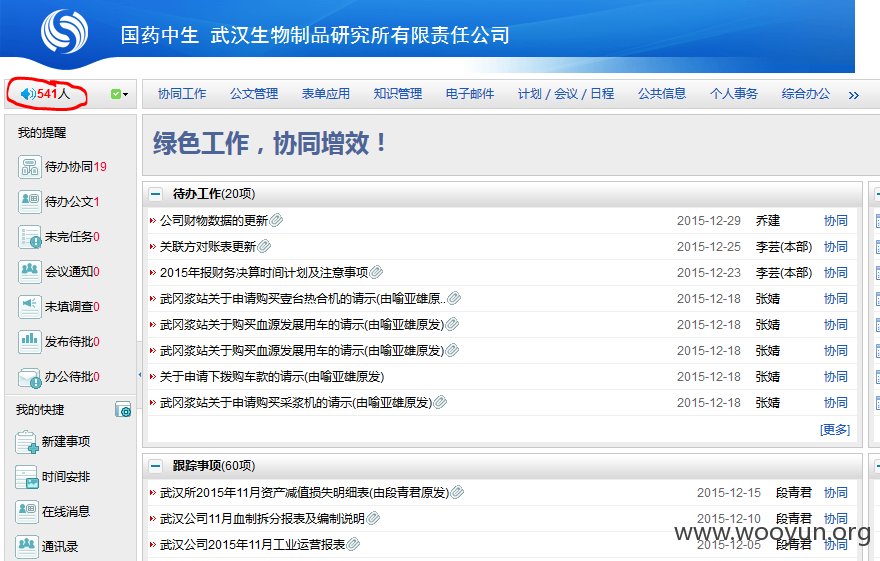 国药中生 武汉生物制品研究所有限责任公司
541人
协同工作 公文管理 表单应用 知识管理 电子邮件 计划 / 会议 / 日程 公共信息 个人事务 综合办公 »
我的提醒
待办协同19
待办公文1
未完任务0
会议通知0
未填调查0
发布待批0
办公待批0
我的快捷
新建事项
时间安排
在线消息
通讯录
绿色工作，协同增效！
待办工作(20项)
公司财物数据的更新 2015-12-29 乔建 协同
关联方对账表更新 2015-12-25 李芸(本部) 协同
2015年报财务决算时间计划及注意事项 2015-12-23 李芸(本部) 协同
武冈浆站关于申请购买壹台热合机的请示(由喻亚雄原.. 2015-12-18 张婧 协同
武冈浆站关于购买血源发展用车的请示(由喻亚雄原发) 2015-12-18 张婧 协同
武冈浆站关于购买血源发展用车的请示(由喻亚雄原发) 2015-12-18 张婧 协同
关于申请下拨购车款的请示(由喻亚雄原发) 2015-12-18 张婧 协同
武冈浆站关于申请购买采浆机的请示(由喻亚雄原发) 2015-12-18 张婧 协同
[更多]
跟踪事项(60项)
武汉所2015年11月资产减值损失明细表(由段青君原发) 2015-12-15 段青君 协同
武汉公司11月血制拆分报表及编制说明 2015-12-10 段青君 协同
武汉公司2015年11月工业运营报表 2015-12-05 段青君 协同
www.wooyun.org